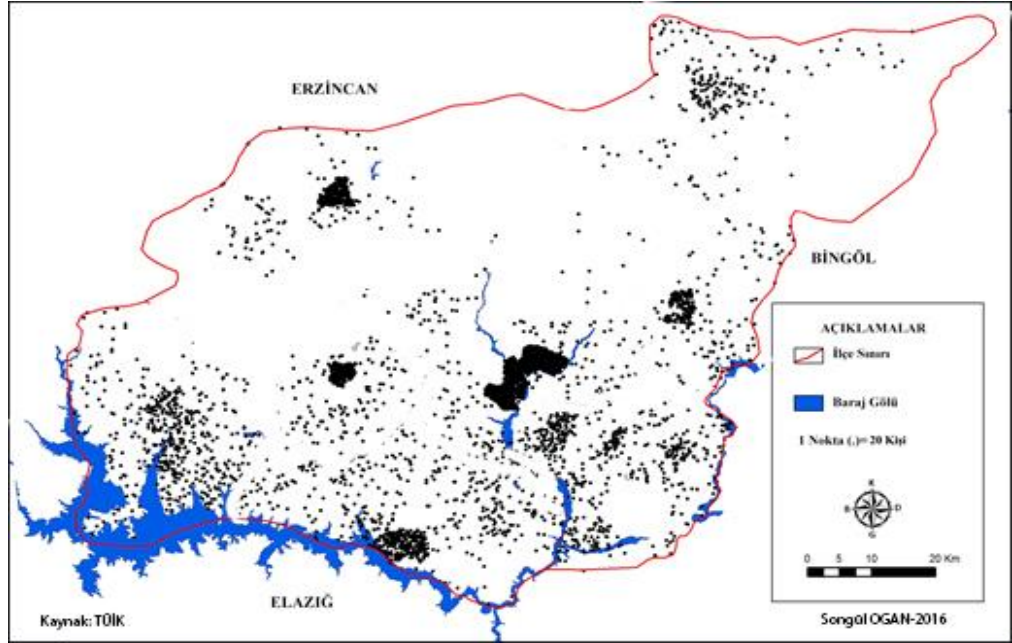 ERZİNCAN
BİNGÖL
AÇIKLAMALAR
İlçe Sınırı
Baraj Gölü
1 Nokta (.)=20 Kişi
K
B D
G
0 5 10 20 Km
ELAZIĞ
Kaynak: TÜİK
Songül OGAN-2016